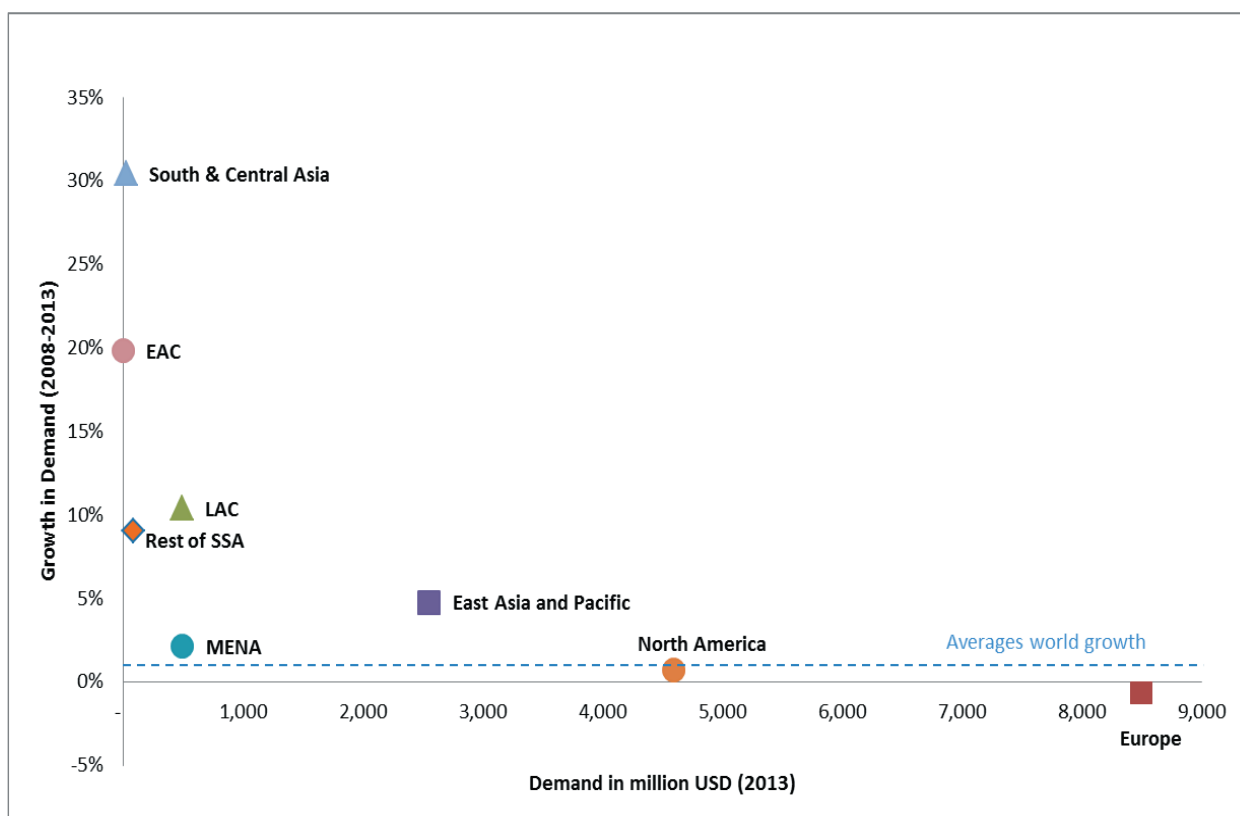 35%
30%
25%
20%
15%
10%
5%
0%
-5%
Growth in Demand (2008-2013)
South & Central Asia
EAC
LAC
Rest of SSA
East Asia and Pacific
MENA
North America
Averages world growth
Europe
- 1,000 2,000 3,000 4,000 5,000 6,000 7,000 8,000 9,000
Demand in million USD (2013)